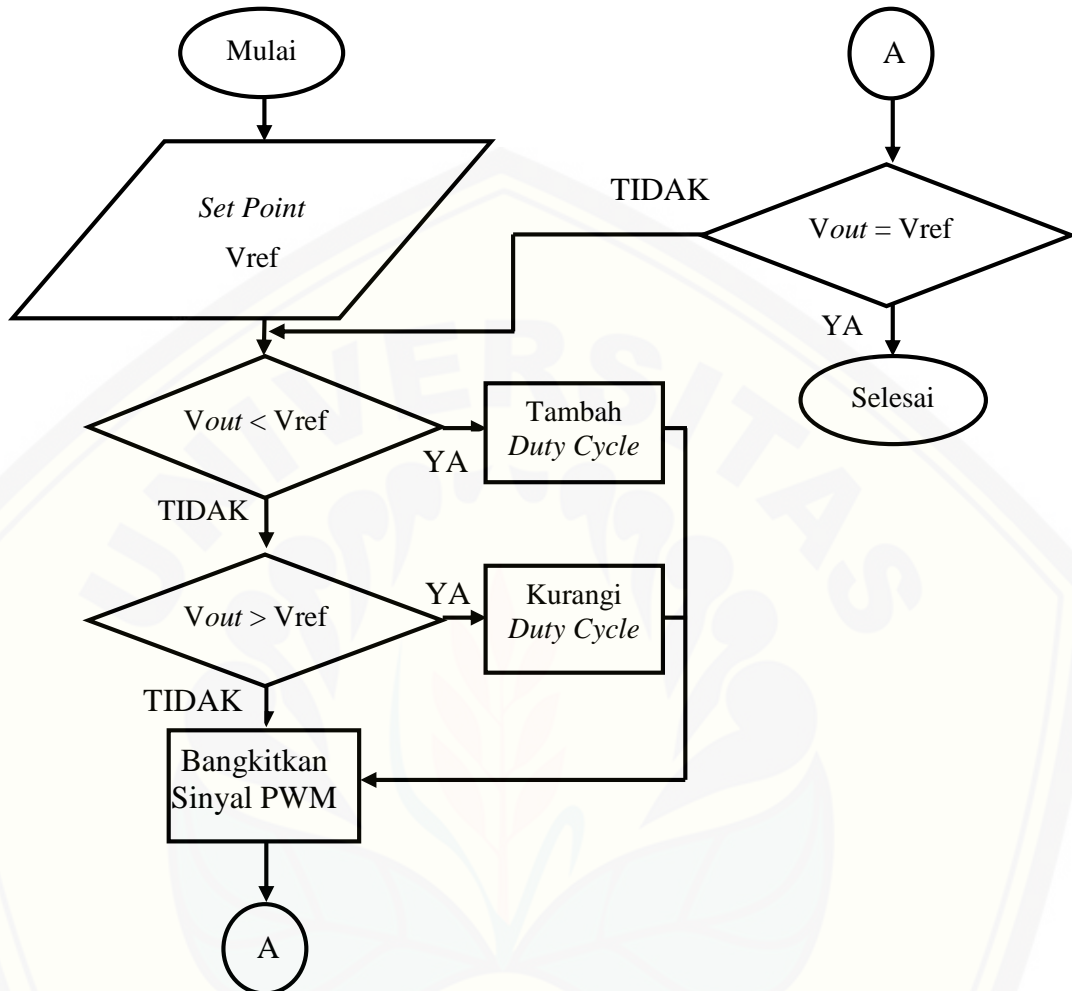 Mulai
Set Point
Vref
Vout < Vref
YA
Tambah
Duty Cycle
TIDAK
Vout > Vref
YA
Kurangi
Duty Cycle
TIDAK
Bangkitkan
Sinyal PWM
A
A
TIDAK
Vout = Vref
YA
Selesai
UNIVERSITAS